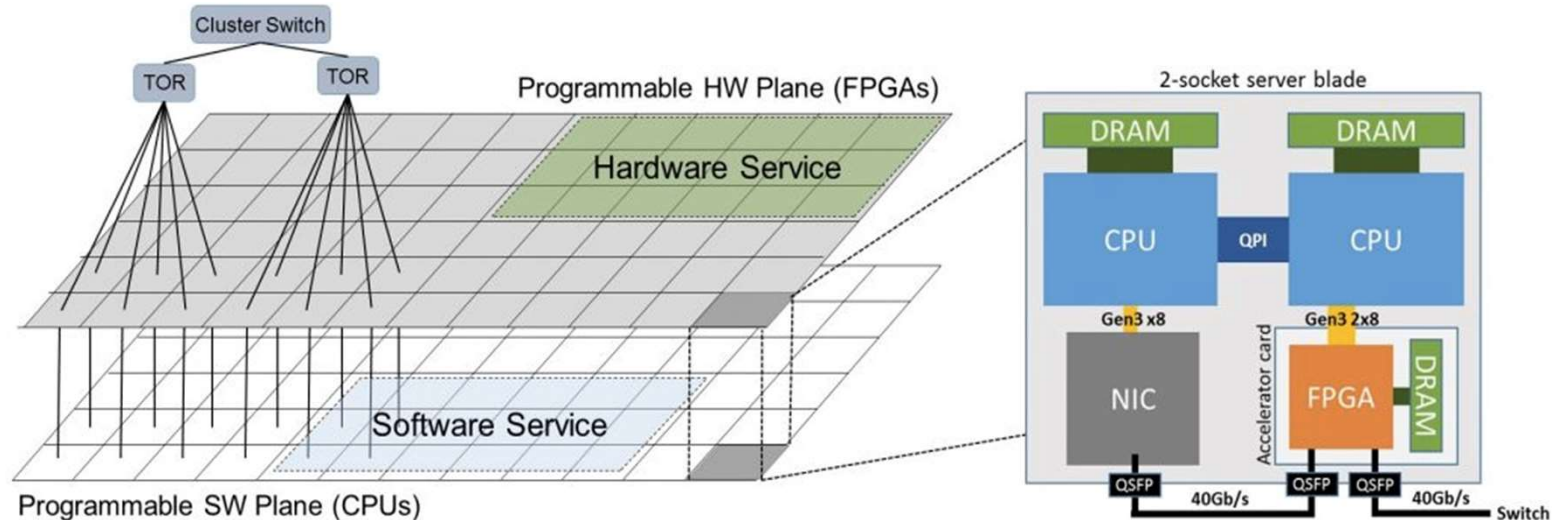 Cluster Switch
TOR
TOR
Programmable HW Plane (FPGAs)
Hardware Service
Software Service
Programmable SW Plane (CPUs)
2-socket server blade
DRAM
DRAM
CPU
QPI
CPU
Gen3 x8
Gen3 2x8
Accelerator card
NIC
FPGA
DRAM
QSFP
QSFP
QSFP
40Gb/s
40Gb/s
Switch